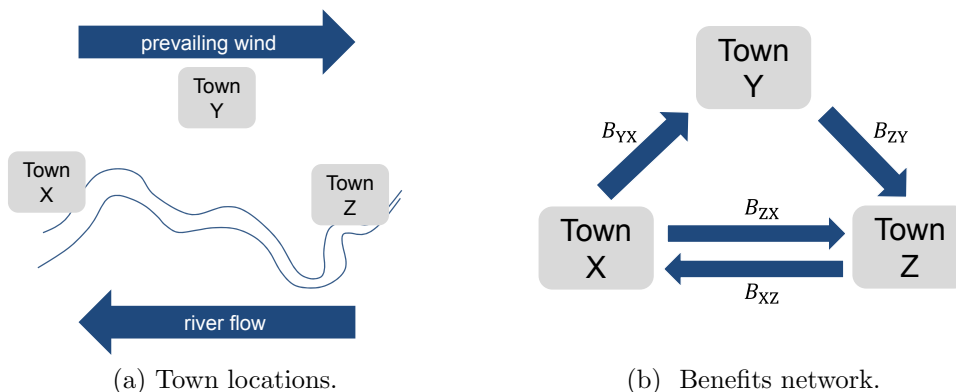 prevailing wind
Town
Y
Town
X
Town
Z
river flow
(a) Town locations.
Town
Y
B_YX
B_ZY
Town
X
B_ZX
B_XZ
Town
Z
(b) Benefits network.